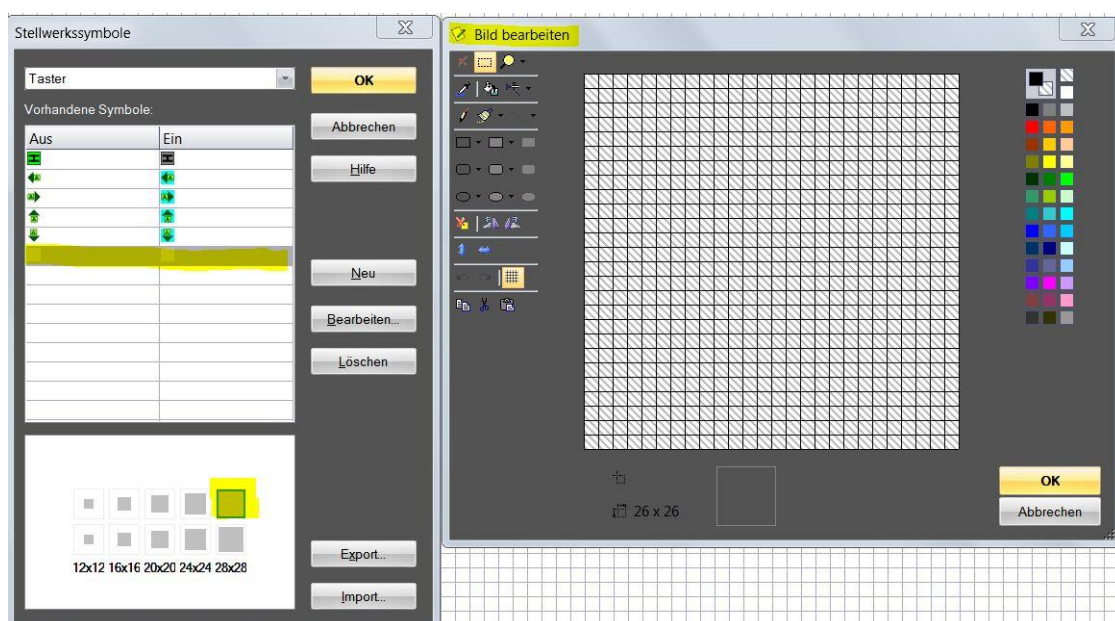 Stellwerkssymbole
Taster
OK
Vorhandene Symbole:
Abbrechen
Aus Ein
Hilfe
Neu
Bearbeiten...
Löschen
12x12 16x16 20x20 24x24 28x28
Export...
Import...
Bild bearbeiten
26 x 26
OK
Abbrechen